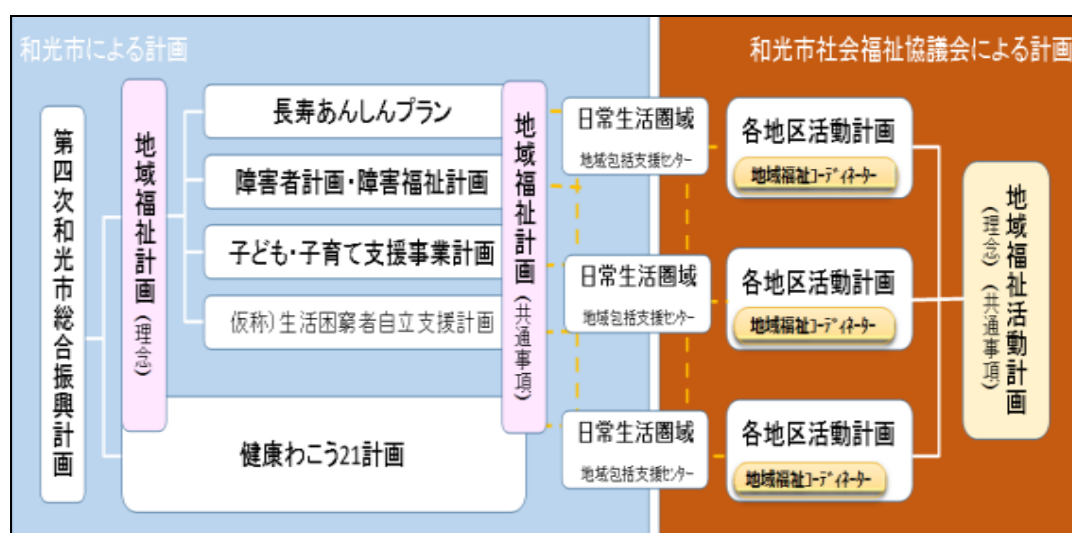 和光市による計画
和光市社会福祉協議会による計画
第四次和光市総合振興計画
地域福祉計画(理念)
長寿あんしんプラン
障害者計画・障害福祉計画
子ども・子育て支援事業計画
仮称)生活困窮者自立支援計画
健康わこう21計画
地域福祉計画(共通事項)
日常生活圏域
地域包括支援センター
日常生活圏域
地域包括支援センター
日常生活圏域
地域包括支援センター
各地区活動計画
地域福祉コーディネーター
各地区活動計画
地域福祉コーディネーター
各地区活動計画
地域福祉コーディネーター
地域福祉活動計画
(理念)(共通事項)